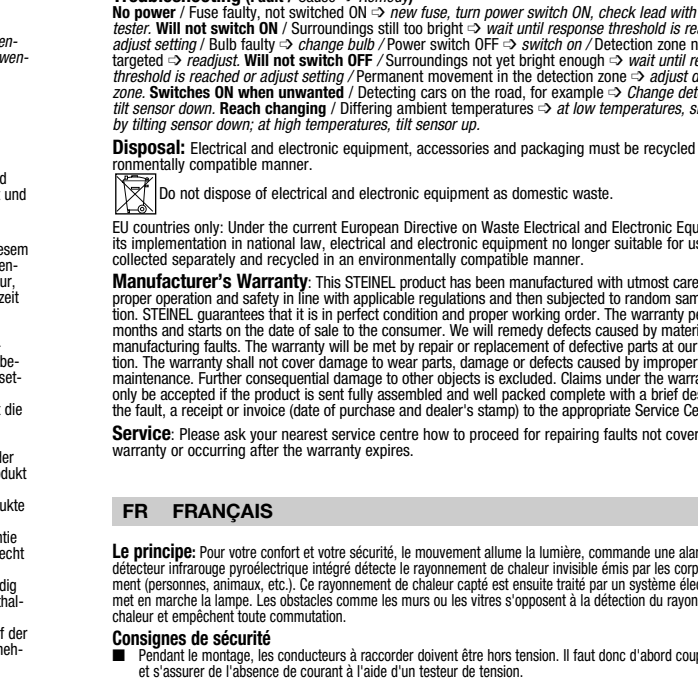 en-
wen-
d
t und
esem
en-
ur,
zeit
be-
set-
t die
ler
odukt
ukte
ntie
echt
dig
hal-
f der
neh-
No power / Fuse faulty, not switched ON ➩ new fuse, turn power switch ON, check lead with
tester. Will not switch ON / Surroundings still too bright ➩ wait until response threshold is rea
adjust setting / Bulb faulty ➩ change bulb / Power switch OFF ➩ switch on / Detection zone n
targeted ➩ readjust. Will not switch OFF / Surroundings not yet bright enough ➩ wait until re
threshold is reached or adjust setting / Permanent movement in the detection zone ➩ adjust d
zone. Switches ON when unwanted / Detecting cars on the road, for example ➩ Change det
tilt sensor down. Reach changing / Differing ambient temperatures ➩ at low temperatures, s
by tilting sensor down; at high temperatures, tilt sensor up.
Disposal: Electrical and electronic equipment, accessories and packaging must be recycled
ronmentally compatible manner.
Do not dispose of electrical and electronic equipment as domestic waste.
EU countries only: Under the current European Directive on Waste Electrical and Electronic Equ
its implementation in national law, electrical and electronic equipment no longer suitable for us
collected separately and recycled in an environmentally compatible manner.
Manufacturer's Warranty: This STEINEL product has been manufactured with utmost care
proper operation and safety in line with applicable regulations and then subjected to random sam
tion. STEINEL guarantees that it is in perfect condition and proper working order. The warranty pe
months and starts on the date of sale to the consumer. We will remedy defects caused by materi
manufacturing faults. The warranty will be met by repair or replacement of defective parts at our
tion. The warranty shall not cover damage to wear parts, damage or defects caused by improper
maintenance. Further consequential damage to other objects is excluded. Claims under the warra
only be accepted if the product is sent fully assembled and well packed complete with a brief des
the fault, a receipt or invoice (date of purchase and dealer's stamp) to the appropriate Service Ce
Service: Please ask your nearest service centre how to proceed for repairing faults not cover
warranty or occurring after the warranty expires.
FR FRANÇAIS
Le principe: Pour votre confort et votre sécurité, le mouvement allume la lumière, commande une alar
détecteur infrarouge pyroélectrique intégré détecte le rayonnement de chaleur invisible émis par les corp
ment (personnes, animaux, etc.). Ce rayonnement de chaleur capté est ensuite traité par un système élec
met en marche la lampe. Les obstacles comme les murs ou les vitres s'opposent à la détection du rayon
chaleur et empêchent toute commutation.
Consignes de sécurité
■ Pendant le montage, les conducteurs à raccorder doivent être hors tension. Il faut donc d'abord coup
et s'assurer de l'absence de courant à l'aide d'un testeur de tension.